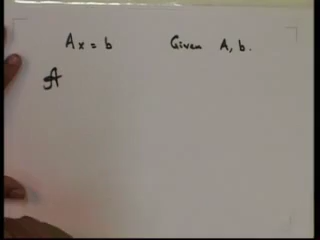 Ax = b Given A, b.
A